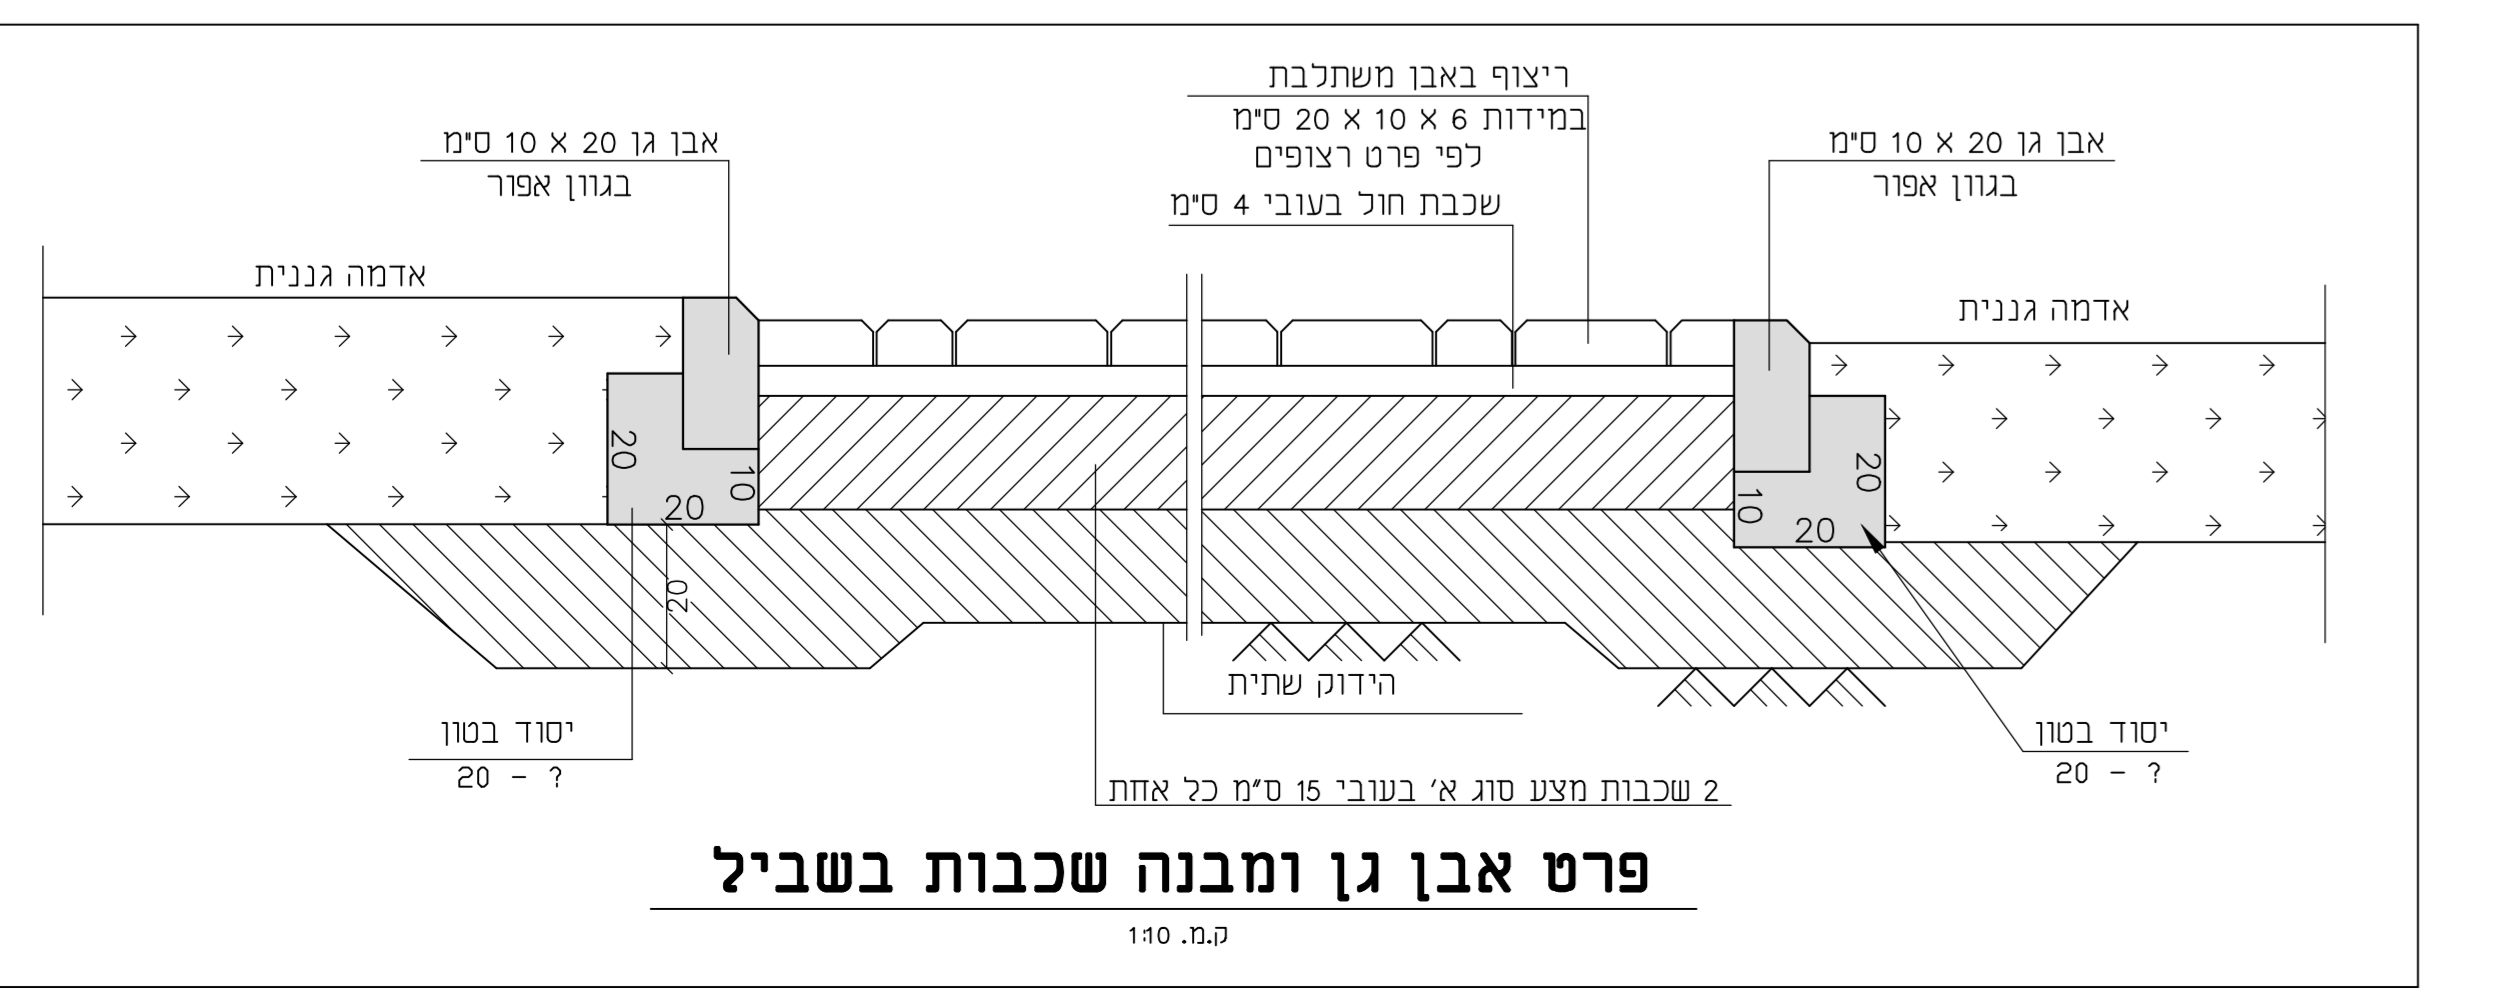 ריצוף באבן משתלבת
במידות 6 x 10 x 20 ס"מ
לפי פרט רצופים
שכבת חול בעובי 4 ס"מ
אבן גן 20 x 10 ס"מ
בגוון אפור
אבן גן 20 x 10 ס"מ
בגוון אפור
אדמה גננית
אדמה גננית
20
10
20
20
20
10
20
הידוק שתית
יסוד בטון
? - 20
יסוד בטון
? - 20
2 שכבות מצע סוג א' בעובי 15 ס"מ כל אחת
פרט אבן גן ומבנה שכבות בשביל
ק.מ. 1:10